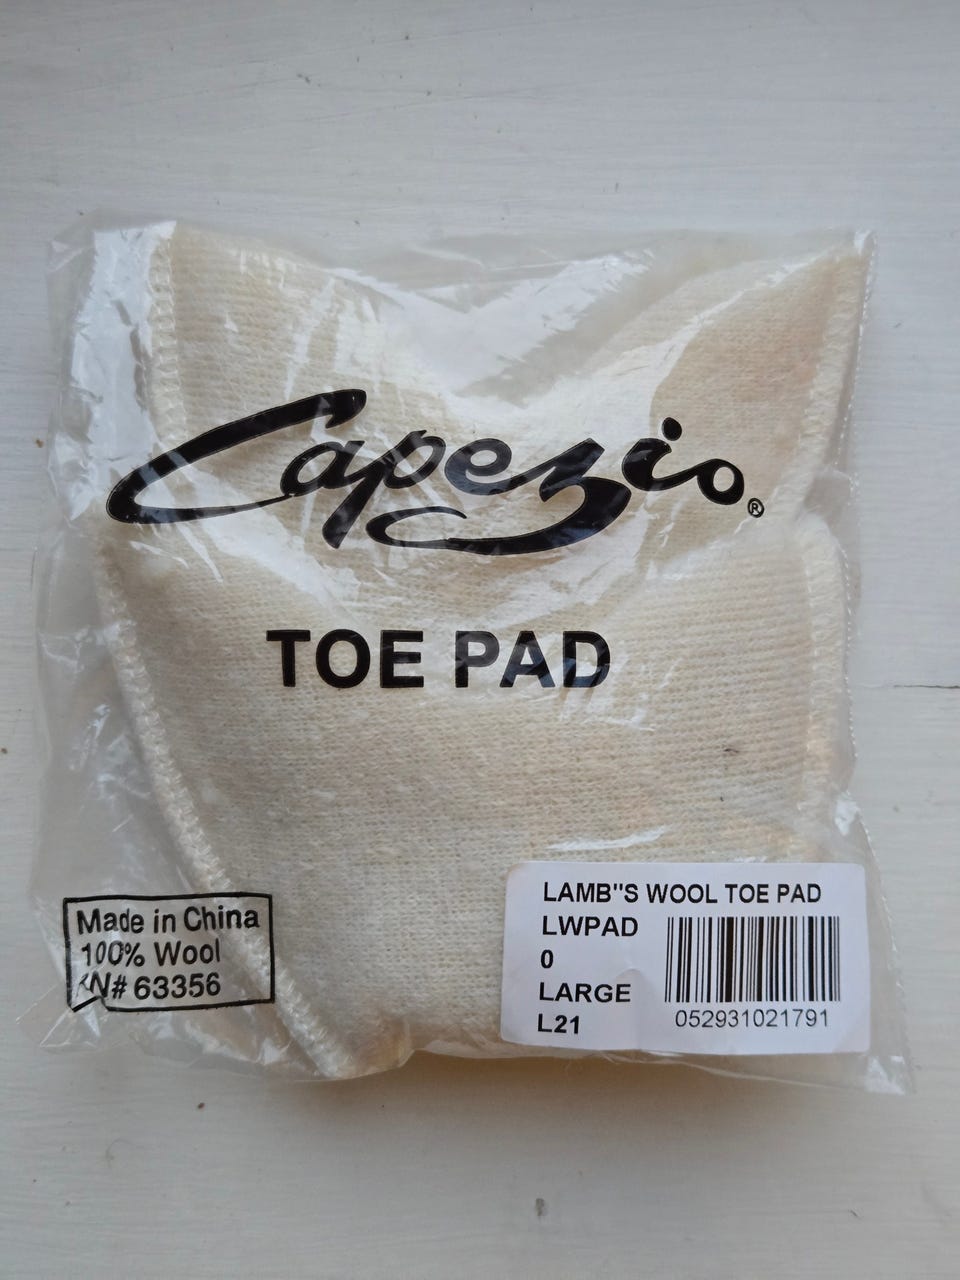 Capezio®
TOE PAD
Made in China
100% Wool
RN# 63356
LAMB"S WOOL TOE PAD
LWPAD
0
LARGE
L21
052931021791